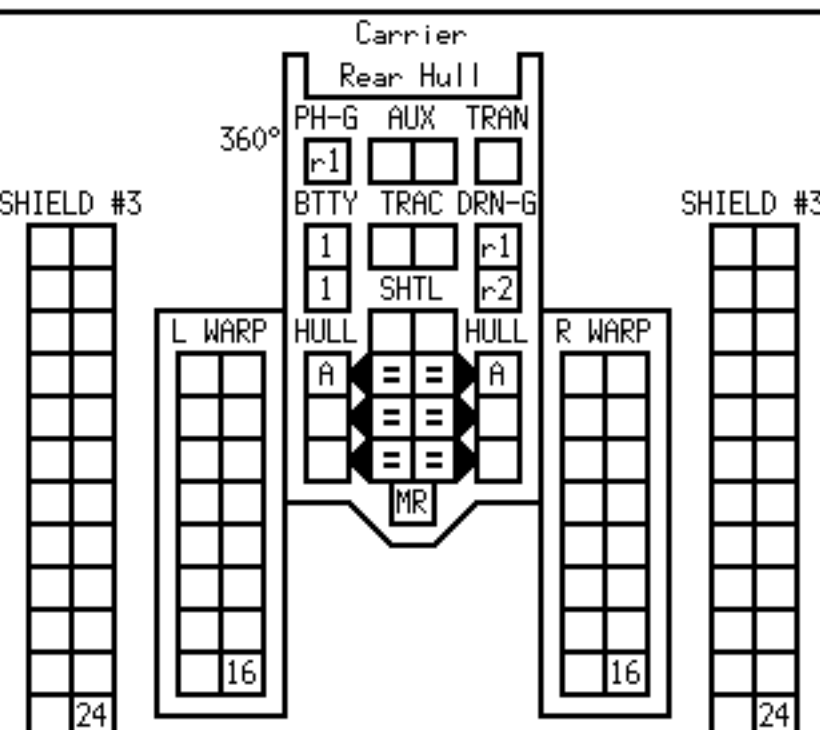 Carrier
Rear Hull
PH-G AUX TRAN
360°
r1
SHIELD #3 BTTY TRAC DRN-G SHIELD #3
1 r1
1 SHTL r2
L WARP HULL HULL R WARP
A = = A
= =
= =
MR
16 16
24 24